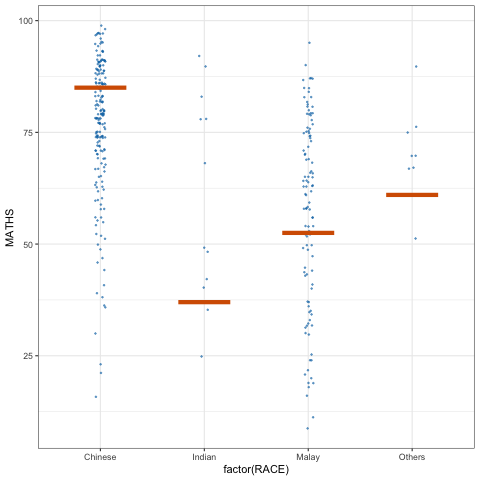 100
75
50
25
MATHS
Chinese
Indian
Malay
Others
factor(RACE)